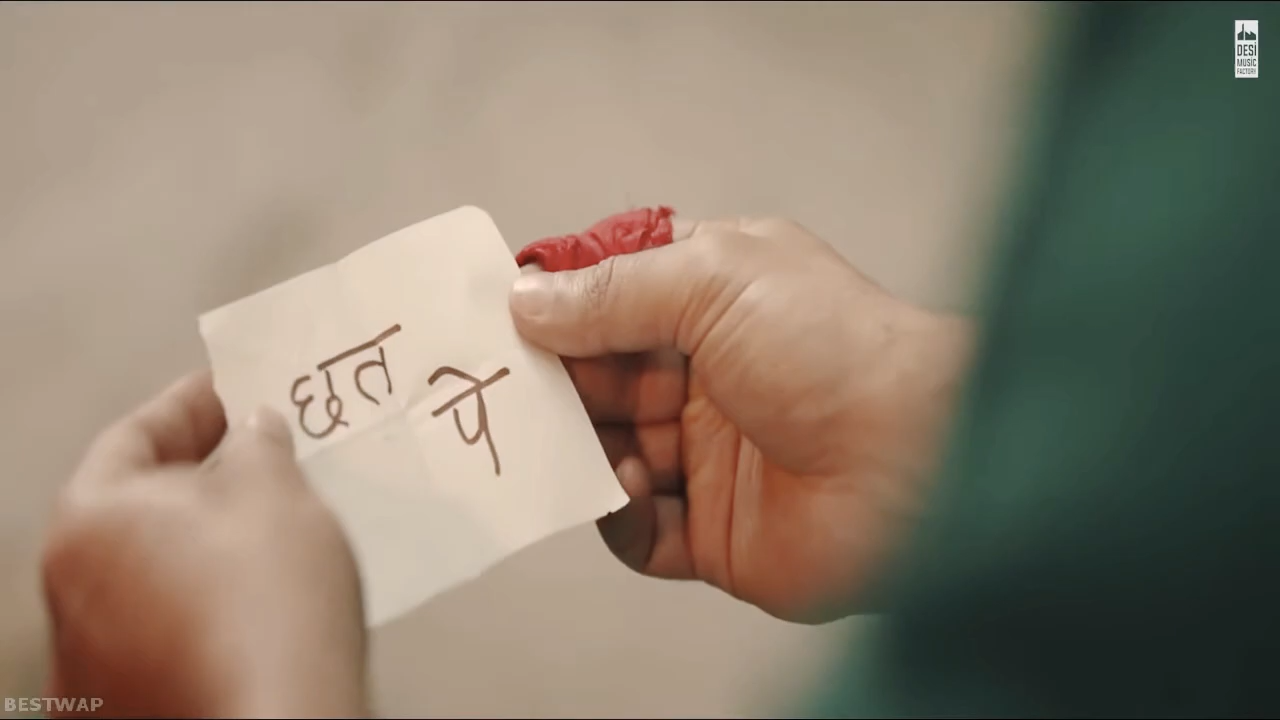 DESI
MUSIC
FACTORY
छत पे
BESTWAP